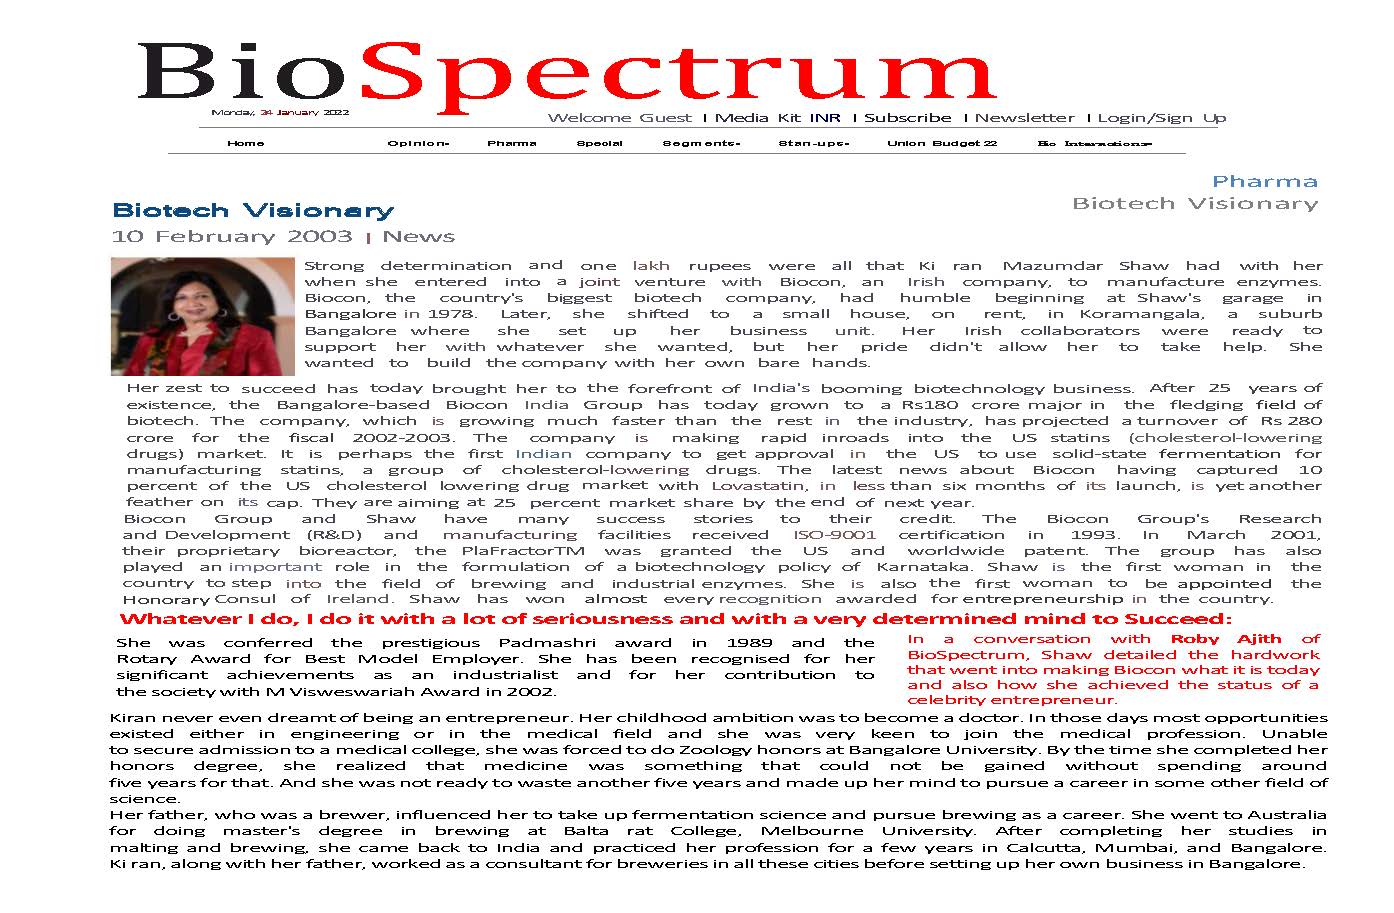 BioSpectrum
Monday, 24 January 2022
Welcome Guest I Media Kit INR I Subscribe I Newsletter I Login/Sign Up
Home Opinion- Pharma Special Segments- Stan-ups- Union Budget 22 Bio Internationa-
Pharma
Biotech Visionary
Biotech Visionary
10 February 2003 | News
Strong determination and one lakh rupees were all that Ki ran Mazumdar Shaw had with her
when she entered into a joint venture with Biocon, an Irish company, to manufacture enzymes.
Biocon, the country's biggest biotech company, had humble beginning at Shaw's garage in
Bangalore in 1978. Later, she shifted to a small house, on rent, in Koramangala, a suburb
Bangalore where she set up her business unit. Her Irish collaborators were ready to
support her with whatever she wanted, but her pride didn't allow her to take help. She
wanted to build the company with her own bare hands.
Her zest to succeed has today brought her to the forefront of India's booming biotechnology business. After 25 years of
existence, the Bangalore-based Biocon India Group has today grown to a Rs180 crore major in the fledging field of
biotech. The company, which is growing much faster than the rest in the industry, has projected a turnover of Rs 280
crore for the fiscal 2002-2003. The company is making rapid inroads into the US statins (cholesterol-lowering
drugs) market. It is perhaps the first Indian company to get approval in the US to use solid-state fermentation for
manufacturing statins, a group of cholesterol-lowering drugs. The latest news about Biocon having captured 10
percent of the US cholesterol lowering drug market with Lovastatin, in less than six months of its launch, is yet another
feather on its cap. They are aiming at 25 percent market share by the end of next year.
Biocon Group and Shaw have many success stories to their credit. The Biocon Group's Research
and Development (R&D) and manufacturing facilities received ISO-9001 certification in 1993. In March 2001,
their proprietary bioreactor, the PlaFractorTM was granted the US and worldwide patent. The group has also
played an important role in the formulation of a biotechnology policy of Karnataka. Shaw is the first woman in the
country to step into the field of brewing and industrial enzymes. She is also the first woman to be appointed the
Honorary Consul of Ireland. Shaw has won almost every recognition awarded for entrepreneurship in the country.
Whatever I do, I do it with a lot of seriousness and with a very determined mind to Succeed:
She was conferred the prestigious Padmashri award in 1989 and the
Rotary Award for Best Model Employer. She has been recognised for her
significant achievements as an industrialist and for her contribution to
the society with M Visweswariah Award in 2002.
In a conversation with Roby Ajith of
BioSpectrum, Shaw detailed the hardwork
that went into making Biocon what it is today
and also how she achieved the status of a
celebrity entrepreneur.
Kiran never even dreamt of being an entrepreneur. Her childhood ambition was to become a doctor. In those days most opportunities
existed either in engineering or in the medical field and she was very keen to join the medical profession. Unable
to secure admission to a medical college, she was forced to do Zoology honors at Bangalore University. By the time she completed her
honors degree, she realized that medicine was something that could not be gained without spending around
five years for that. And she was not ready to waste another five years and made up her mind to pursue a career in some other field of
science.
Her father, who was a brewer, influenced her to take up fermentation science and pursue brewing as a career. She went to Australia
for doing master's degree in brewing at Balta rat College, Melbourne University. After completing her studies in
malting and brewing, she came back to India and practiced her profession for a few years in Calcutta, Mumbai, and Bangalore.
Ki ran, along with her father, worked as a consultant for breweries in all these cities before setting up her own business in Bangalore.